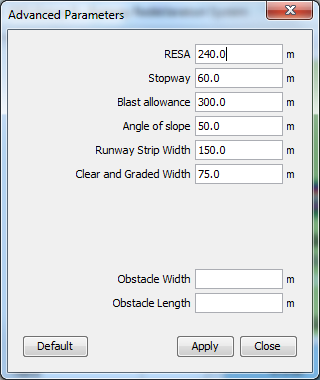 Advanced Parameters
RESA 240.0 m
Stopway 60.0 m
Blast allowance 300.0 m
Angle of slope 50.0 m
Runway Strip Width 150.0 m
Clear and Graded Width 75.0 m
Obstacle Width m
Obstacle Length m
Default Apply Close